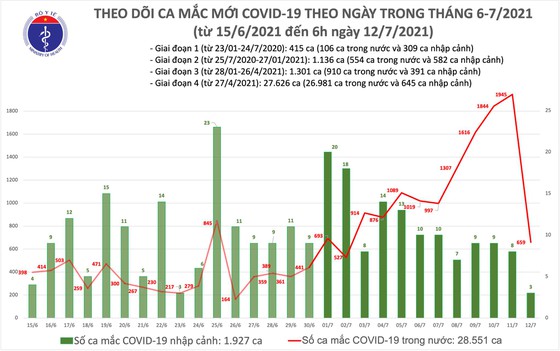 BỘ Y TẾ
MINISTRY OF HEALTH
THEO DÕI CA MẮC MỚI COVID-19 THEO NGÀY TRONG THÁNG 6-7/2021
(từ 15/6/2021 đến 6h ngày 12/7/2021)
- Giai đoạn 1 (từ 23/01-24/7/2020): 415 ca (106 ca trong nước và 309 ca nhập cảnh)
- Giai đoạn 2 (từ 25/7/2020-27/01/2021): 1.136 ca (554 ca trong nước và 582 ca nhập cảnh)
- Giai đoạn 3 (từ 28/01-26/4/2021): 1.301 ca (910 ca trong nước và 391 ca nhập cảnh)
- Giai đoạn 4 (từ 27/4/2021): 27.626 ca (26.981 ca trong nước và 645 ca nhập cảnh)
1800
1600
1400
1200
1000
800
600
400
200
25
20
15
10
5
0
4 9 12 5 15 11 5 14 3 6 23 11 9 9 11 9 20 18 8 14 13 10 10 7 9 9 8 3
398 414 503 259 471 300 267 230 217 279 845 164 359 389 361 441 693 527 914 876 1089 1019 997 1307 1616 1844 1945 659
15/6 16/6 17/6 18/6 19/6 20/6 21/6 22/6 23/6 24/6 25/6 26/6 27/6 28/6 29/6 30/6 01/7 02/7 03/7 04/7 05/7 06/7 07/7 08/7 09/7 10/7 11/7 12/7
Số ca mắc COVID-19 nhập cảnh: 1.927 ca
Số ca mắc COVID-19 trong nước: 28.551 ca